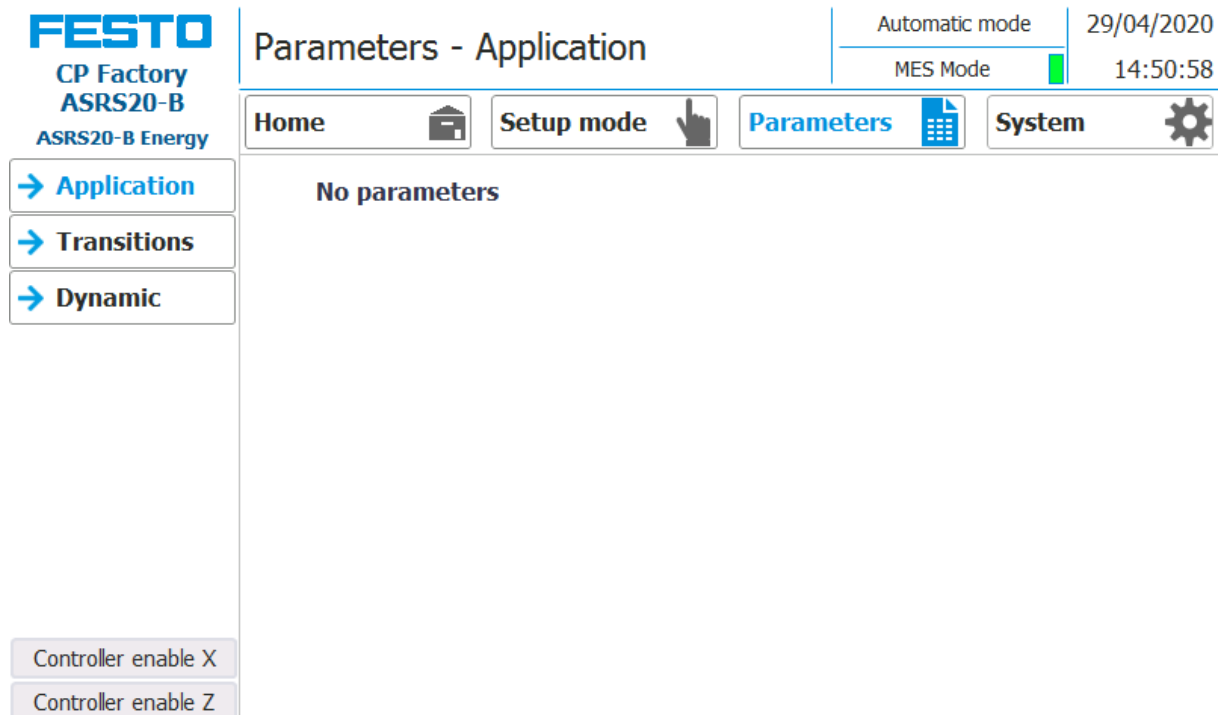 FESTO
CP Factory
ASRS20-B
ASRS20-B Energy
Parameters - Application
Automatic mode
MES Mode
29/04/2020
14:50:58
Home
Setup mode
Parameters
System
Application
Transitions
Dynamic
No parameters
Controller enable X
Controller enable Z